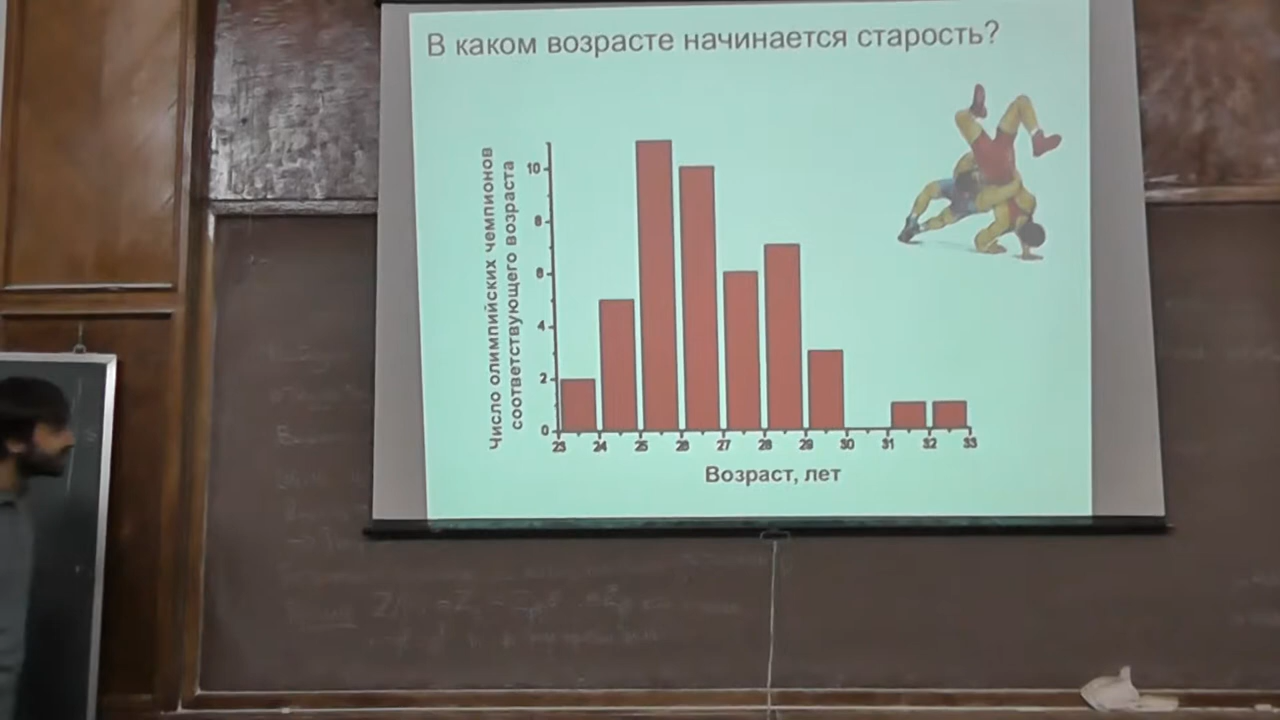 В каком возрасте начинается старость?
Число олимпийских чемпионов
соответствующего возраста
10
8
6
4
2
0
23 24 25 26 27 28 29 30 31 32 33
Возраст, лет